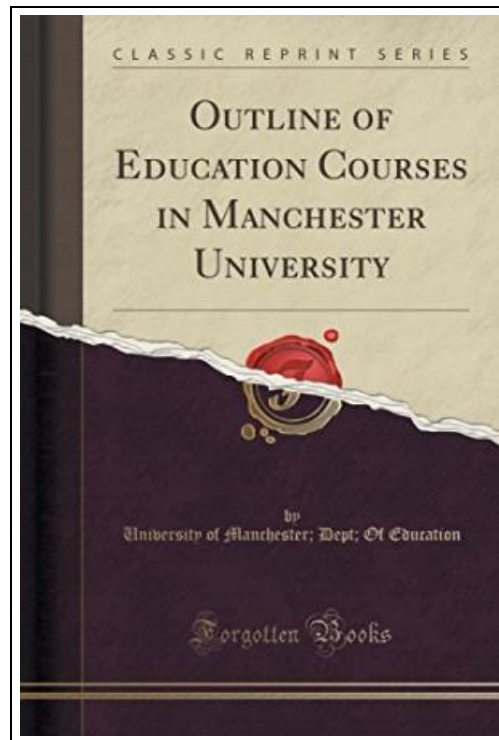 CLASSIC REPRINT SERIES
OUTLINE OF
EDUCATION COURSES
IN MANCHESTER
UNIVERSITY
by
University of Manchester; Dept; Of Education
Forgotten Books